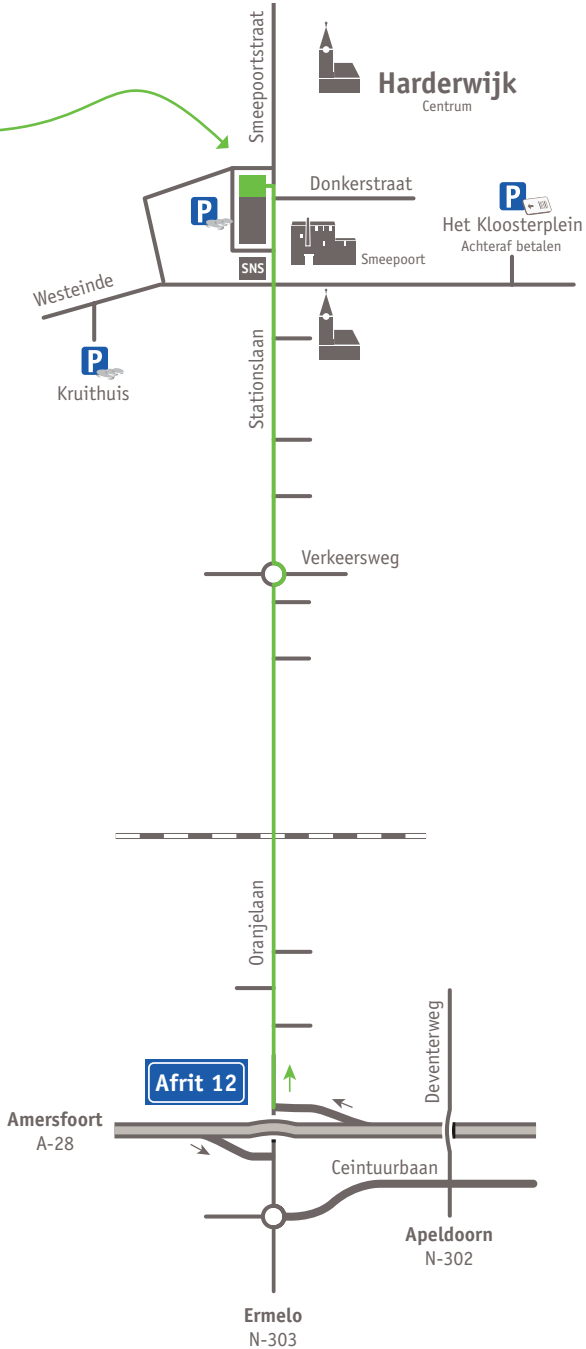 Smeepoortstraat
Harderwijk
Centrum
Donkerstraat
P
P
Het Kloosterplein
Achteraf betalen
Smeepoort
SNS
Westeinde
P
Kruithuis
Stationslaan
Verkeersweg
Oranjelaan
Deventerweg
Afrit 12
Amersfoort
A-28
Ceintuurbaan
Apeldoorn
N-302
Ermelo
N-303